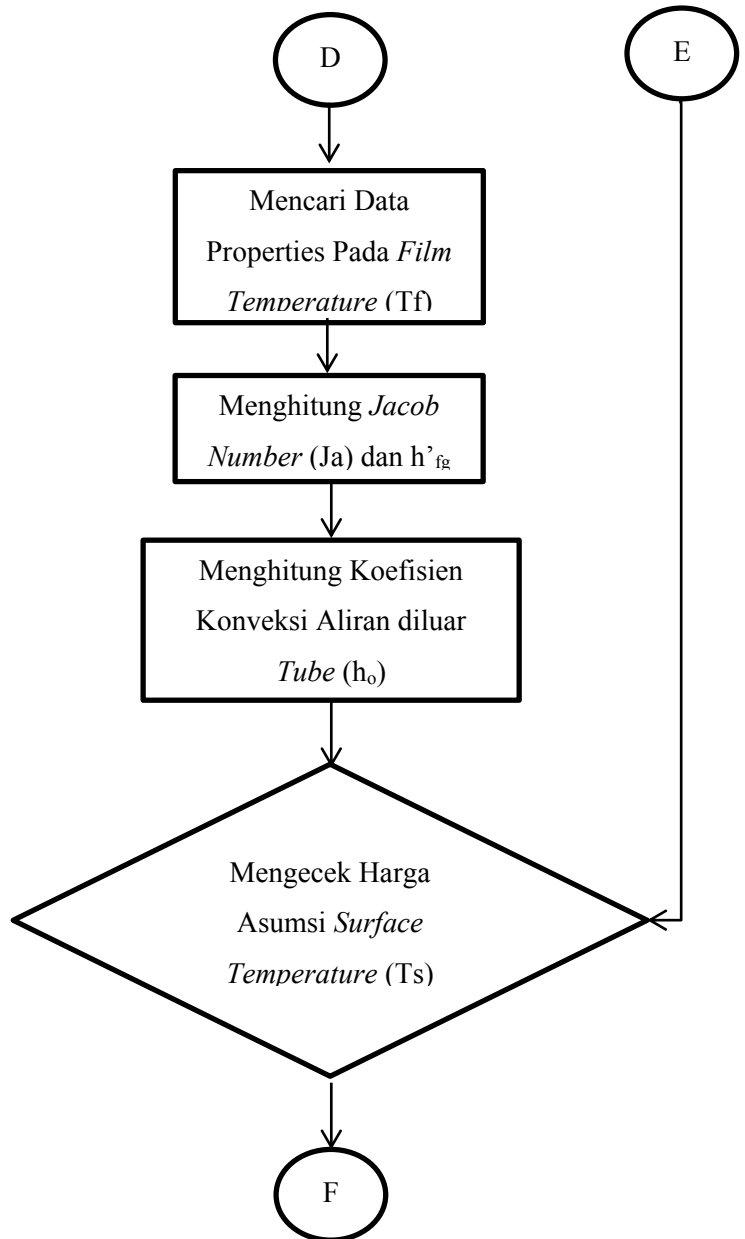 D
E
Mencari Data
Properties Pada Film
Temperature (Tf)
Menghitung Jacob
Number (Ja) dan h’fg
Menghitung Koefisien
Konveksi Aliran diluar
Tube (ho)
Mengecek Harga
Asumsi Surface
Temperature (Ts)
F